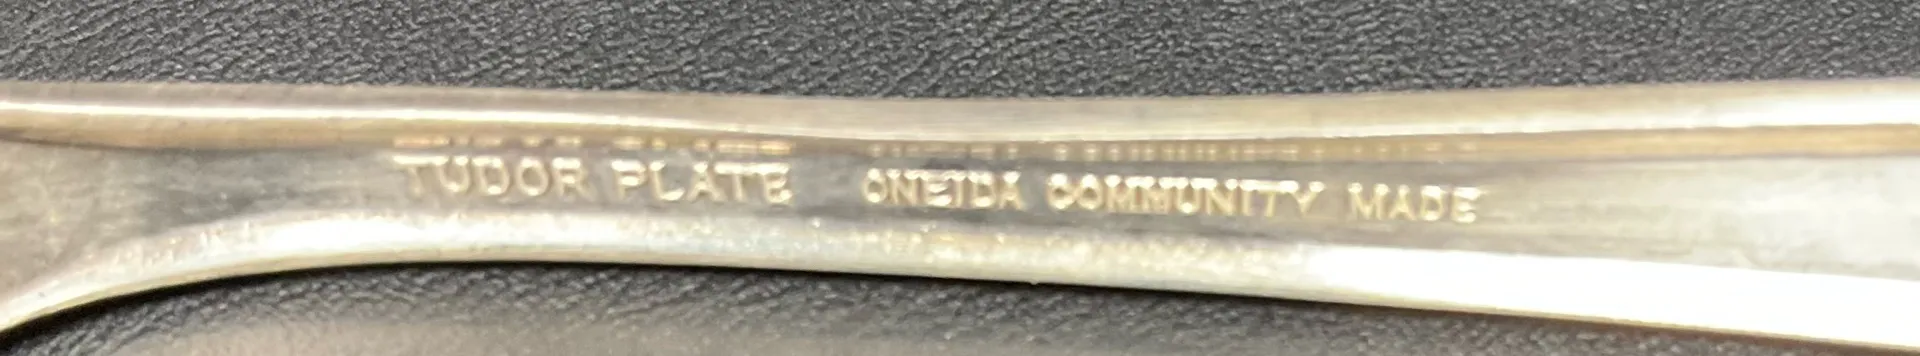 TUDOR PLATE ONEIDA COMMUNITY MADE